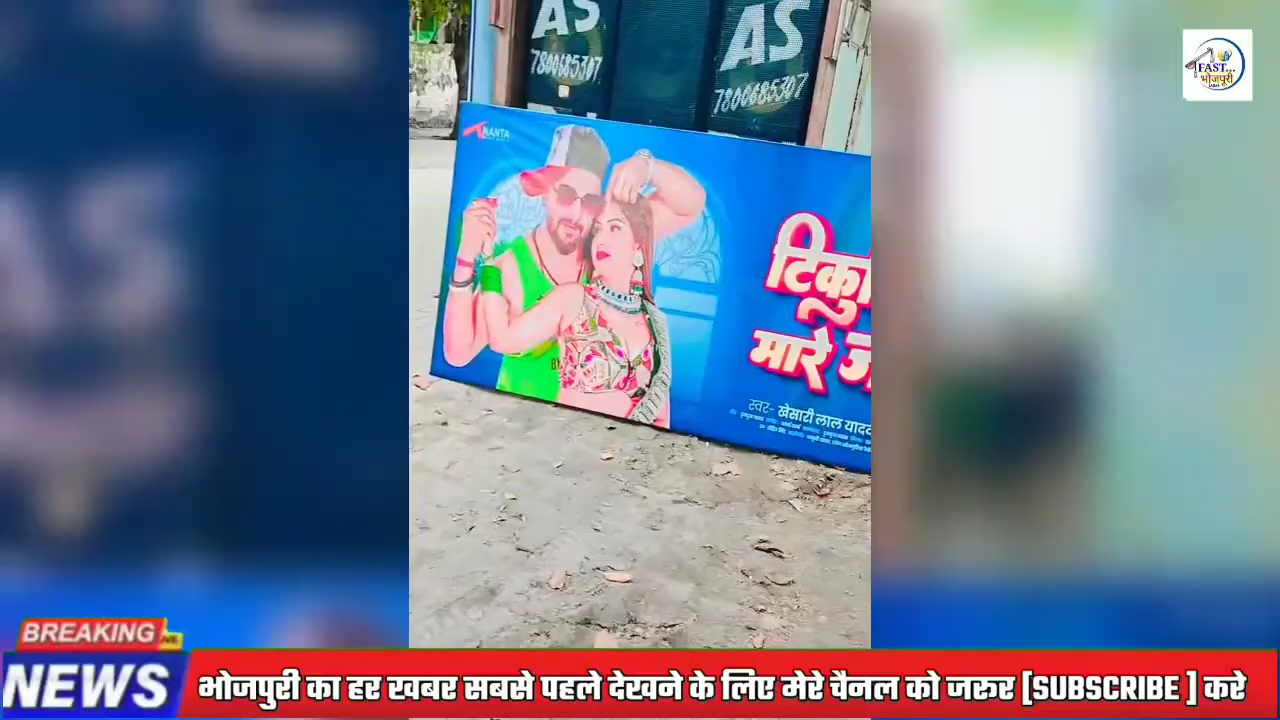 AS
7800685307
AS
7800685307
FAST...
भोजपुरी
NANTA
टिकु
मारे ज
स्वर- खेसारी लाल यादव
BREAKING
NEWS
भोजपुरी का हर खबर सबसे पहले देखने के लिए मेरे चैनल को जरूर [SUBSCRIBE ] करे